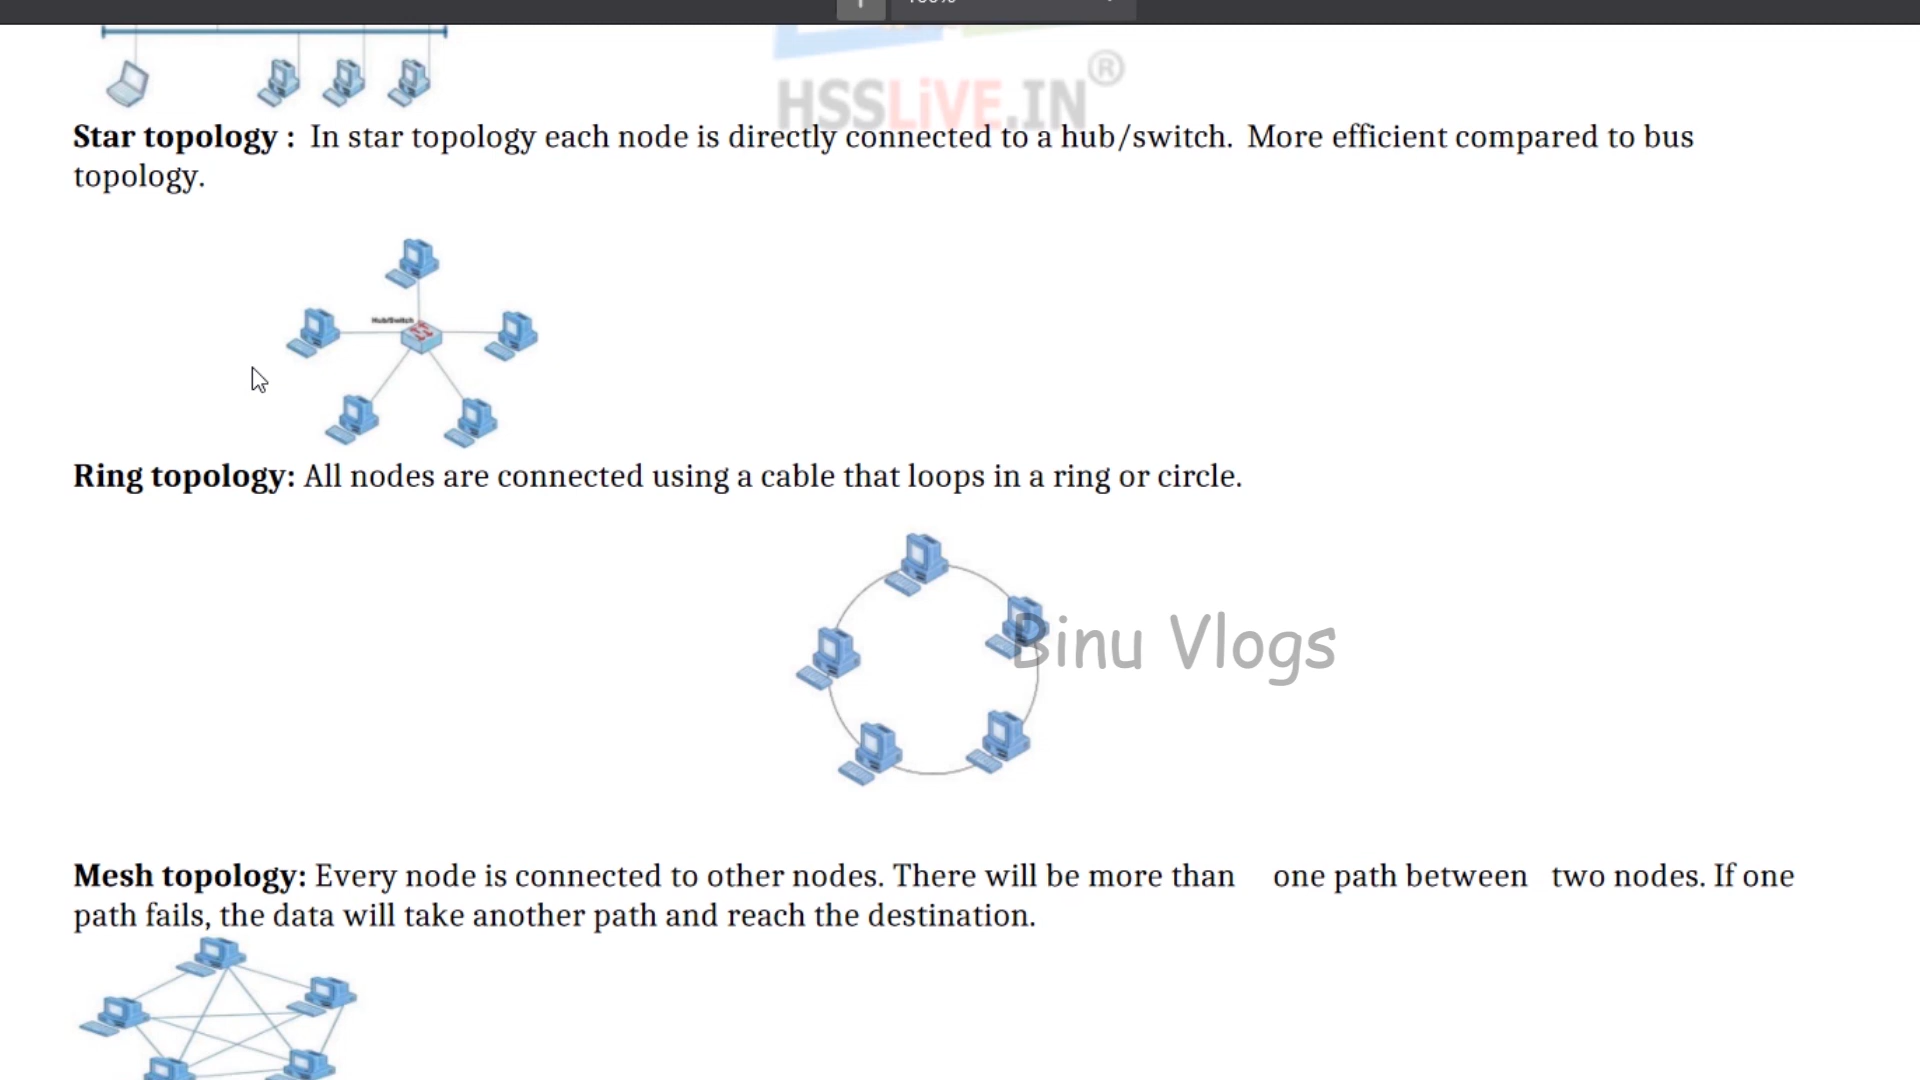 HSSLiVE.IN®
Star topology : In star topology each node is directly connected to a hub/switch. More efficient compared to bus
topology.
Hub/Switch
Ring topology: All nodes are connected using a cable that loops in a ring or circle.
Binu Vlogs
Mesh topology: Every node is connected to other nodes. There will be more than one path between two nodes. If one
path fails, the data will take another path and reach the destination.